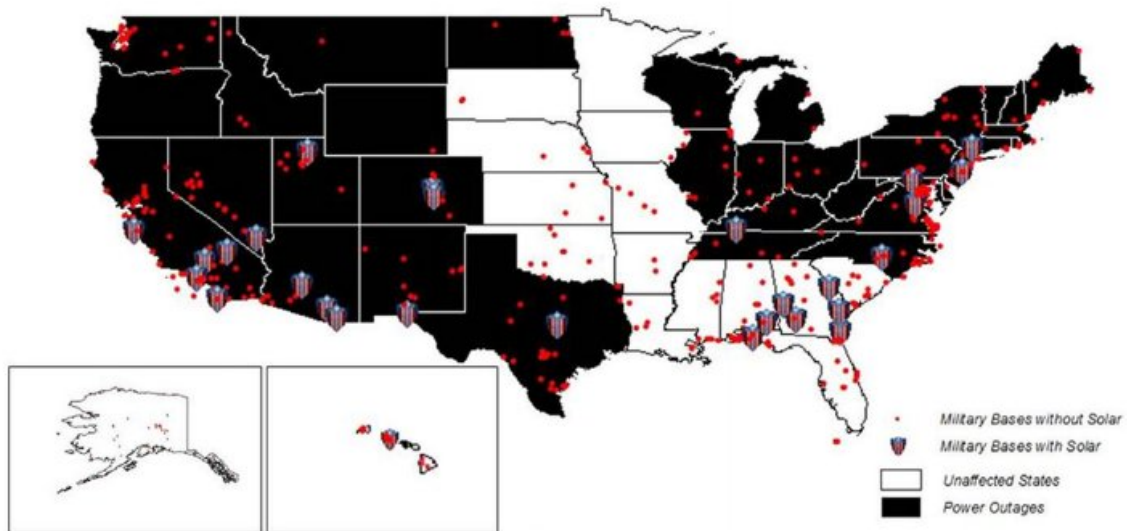 Military Bases without Solar
Military Bases with Solar
Unaffected States
Power Outages